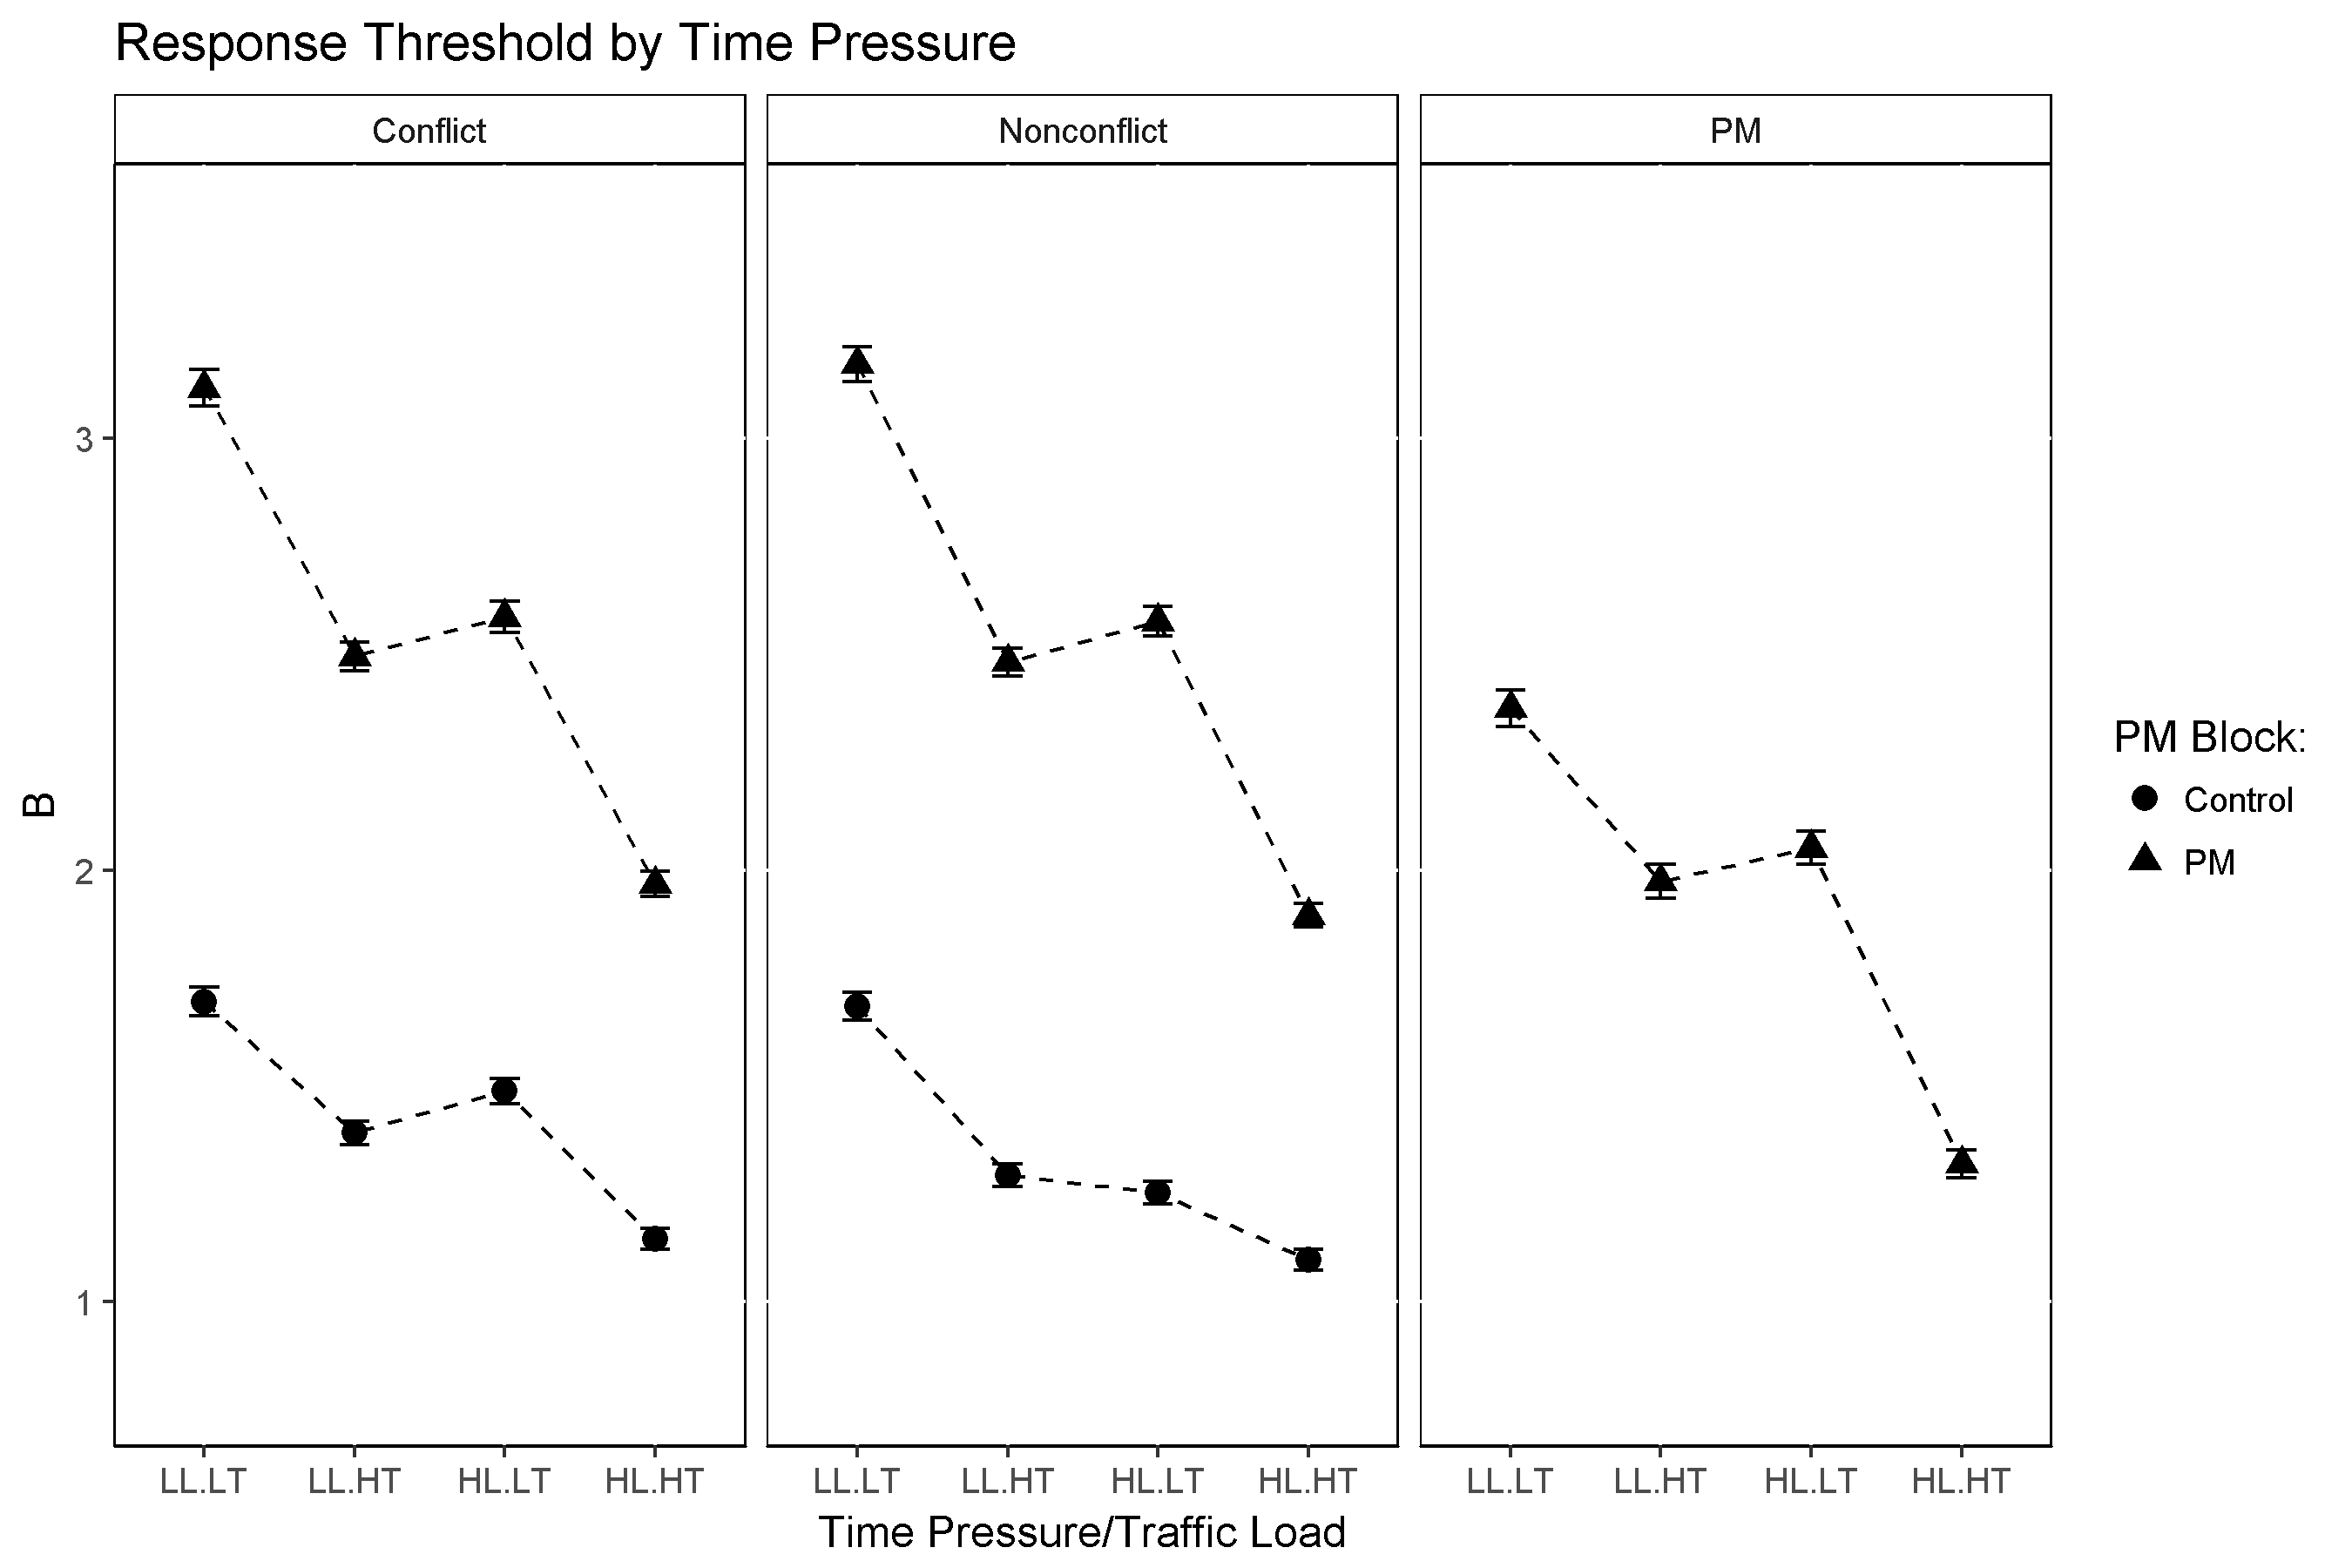 Response Threshold by Time Pressure
Conflict
Nonconflict
PM
3
2
1
B
LL.LT LL.HT HL.LT HL.HT
LL.LT LL.HT HL.LT HL.HT
LL.LT LL.HT HL.LT HL.HT
Time Pressure/Traffic Load
PM Block:
Control
PM